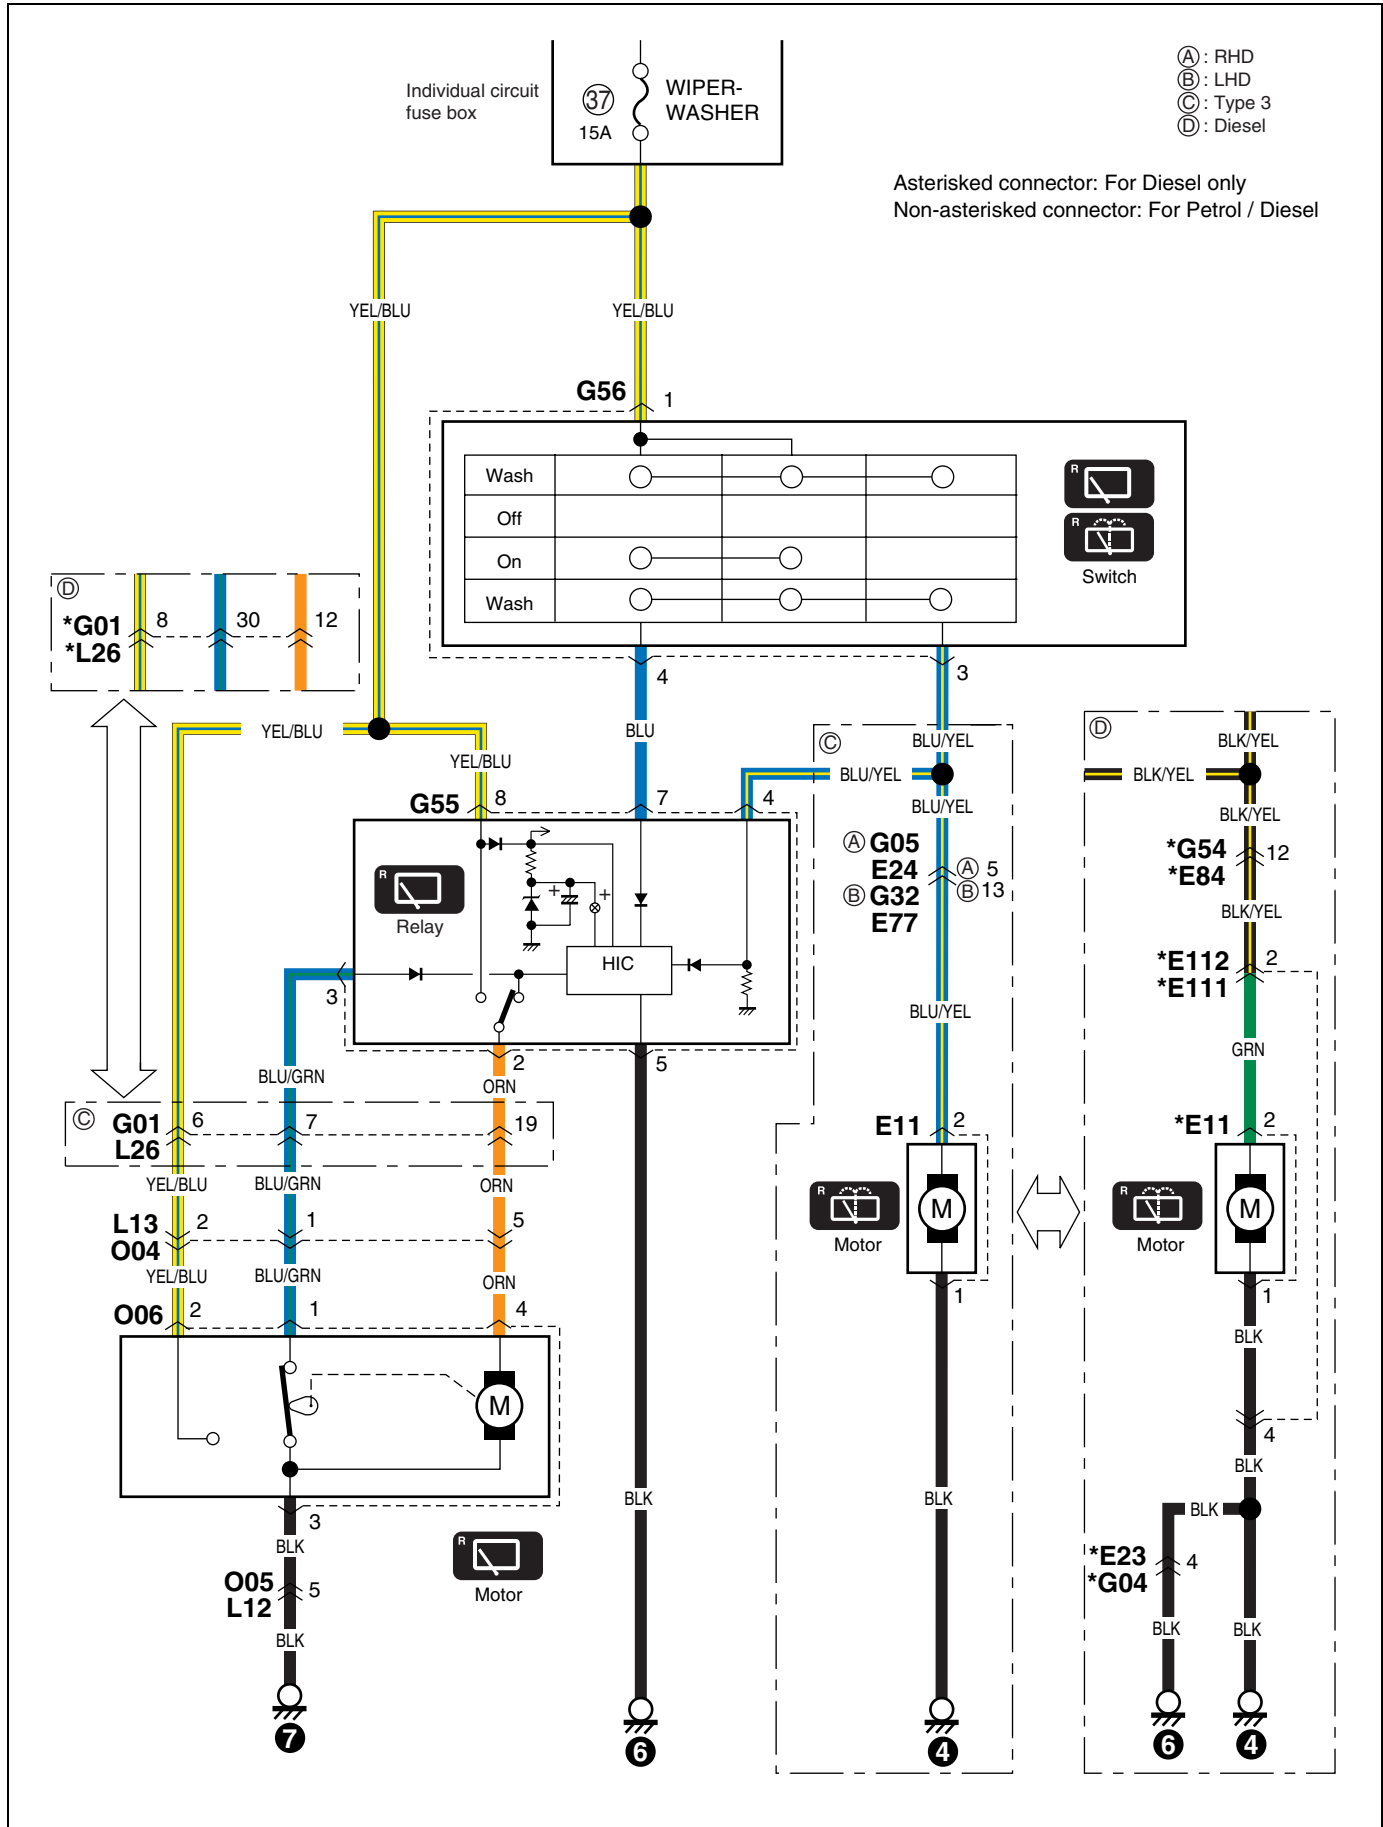 Individual circuit
fuse box
37
15A
WIPER-
WASHER
A : RHD
B : LHD
C : Type 3
D : Diesel
Asterisked connector: For Diesel only
Non-asterisked connector: For Petrol / Diesel
YEL/BLU
YEL/BLU
G56
1
Wash
Off
On
Wash
R
R
Switch
D
*G01
*L26
8
30
12
4
3
YEL/BLU
BLU
YEL/BLU
C
BLU/YEL
BLU/YEL
BLU/YEL
D
BLK/YEL
BLK/YEL
BLK/YEL
G55
8
7
4
R
Relay
+
+
HIC
3
2
5
A G05
E24
B G32
E77
A 5
B 13
*G54
*E84
12
BLK/YEL
*E112
*E111
2
BLU/YEL
GRN
BLU/GRN
ORN
C
G01
L26
6
7
19
E11
2
*E11
2
YEL/BLU
BLU/GRN
ORN
L13
O04
2
1
5
R
Motor
M
R
Motor
M
YEL/BLU
BLU/GRN
ORN
1
1
O06
2
1
4
BLK
M
4
BLK
BLK
BLK
BLK
3
BLK
R
Motor
O05
L12
5
*E23
*G04
4
BLK
BLK
BLK
7
6
4
6
4